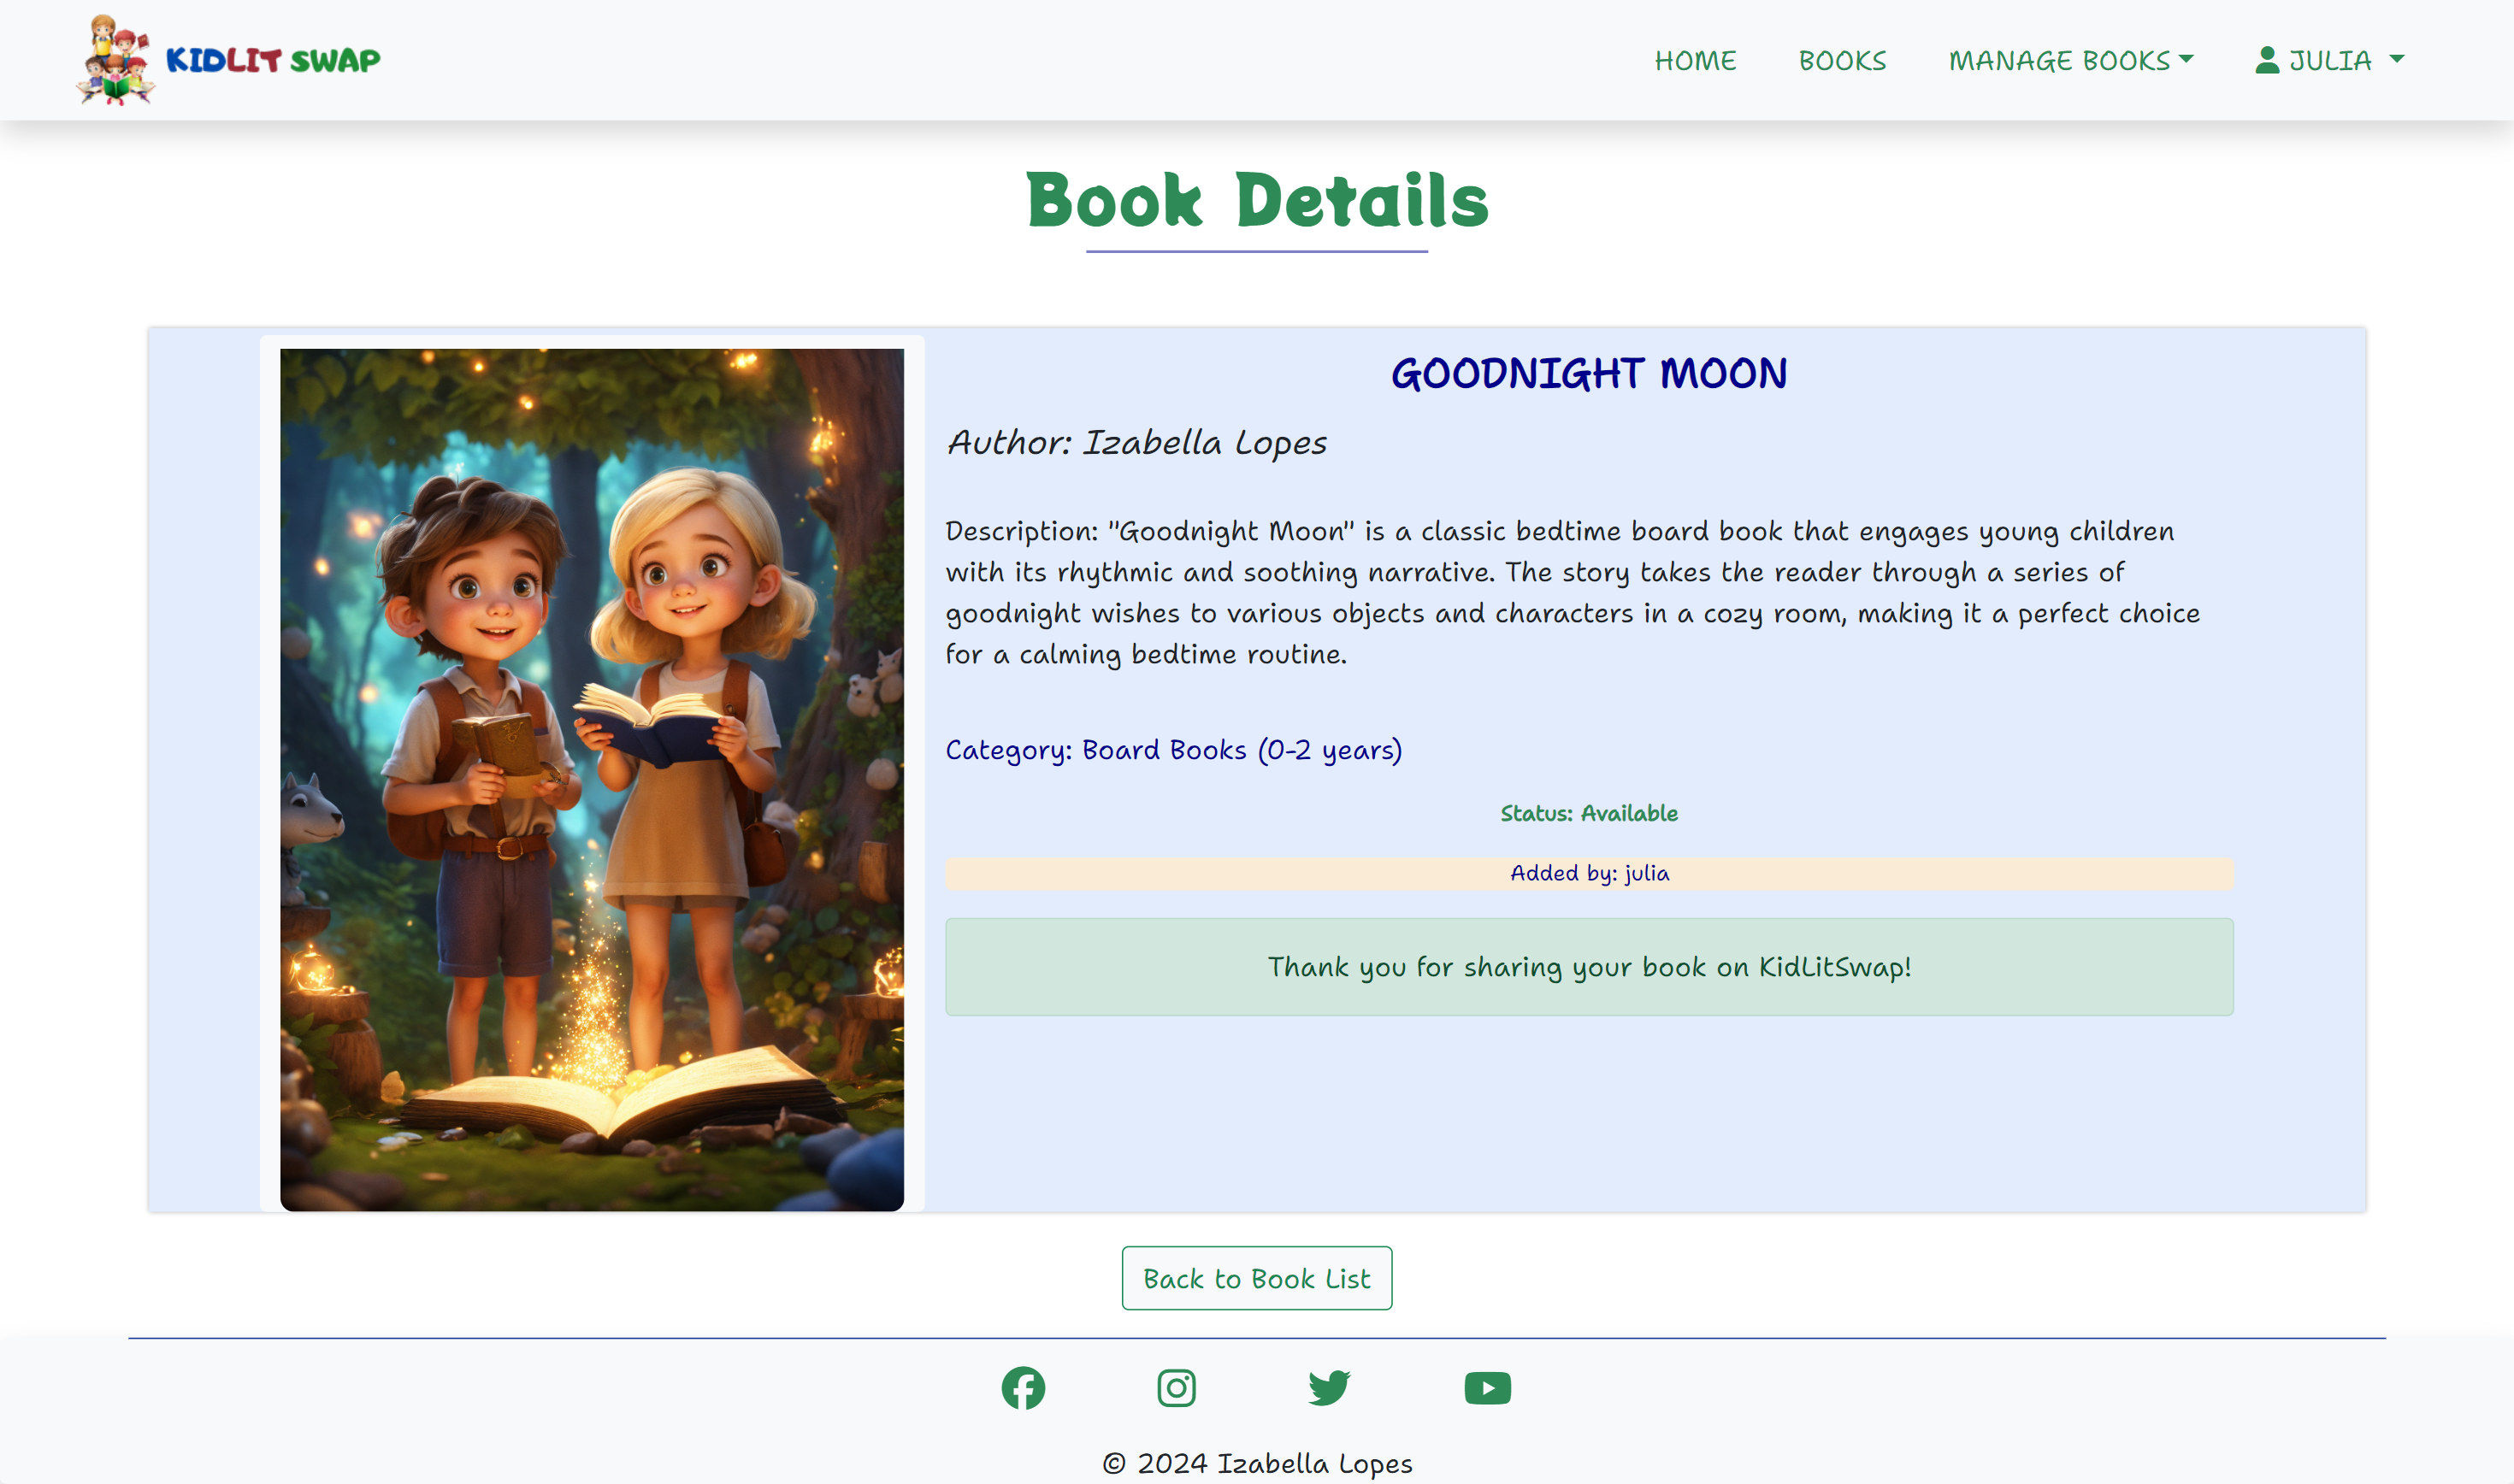 KIDLIT SWAP
HOME
BOOKS
MANAGE BOOKS
JULIA
Book Details
GOODNIGHT MOON
Author: Izabella Lopes
Description: "Goodnight Moon" is a classic bedtime board book that engages young children
with its rhythmic and soothing narrative. The story takes the reader through a series of
goodnight wishes to various objects and characters in a cozy room, making it a perfect choice
for a calming bedtime routine.
Category: Board Books (0-2 years)
Status: Available
Added by: julia
Thank you for sharing your book on KidLitSwap!
Back to Book List
© 2024 Izabella Lopes